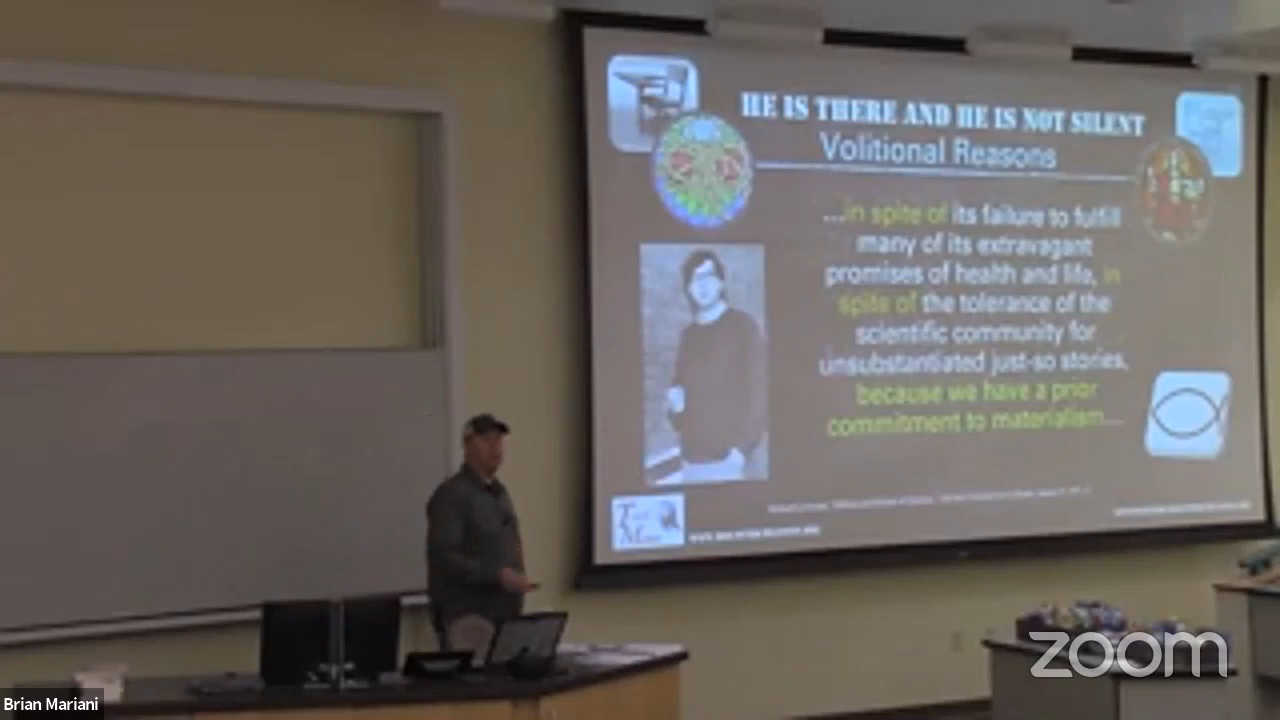 HE IS THERE AND HE IS NOT SILENT
Volitional Reasons
...in spite of its failure to fulfill
many of its extravagant
promises of health and life, in
spite of the tolerance of the
scientific community for
unsubstantiated just-so stories,
because we have a prior
commitment to materialism...
zoom
Brian Mariani